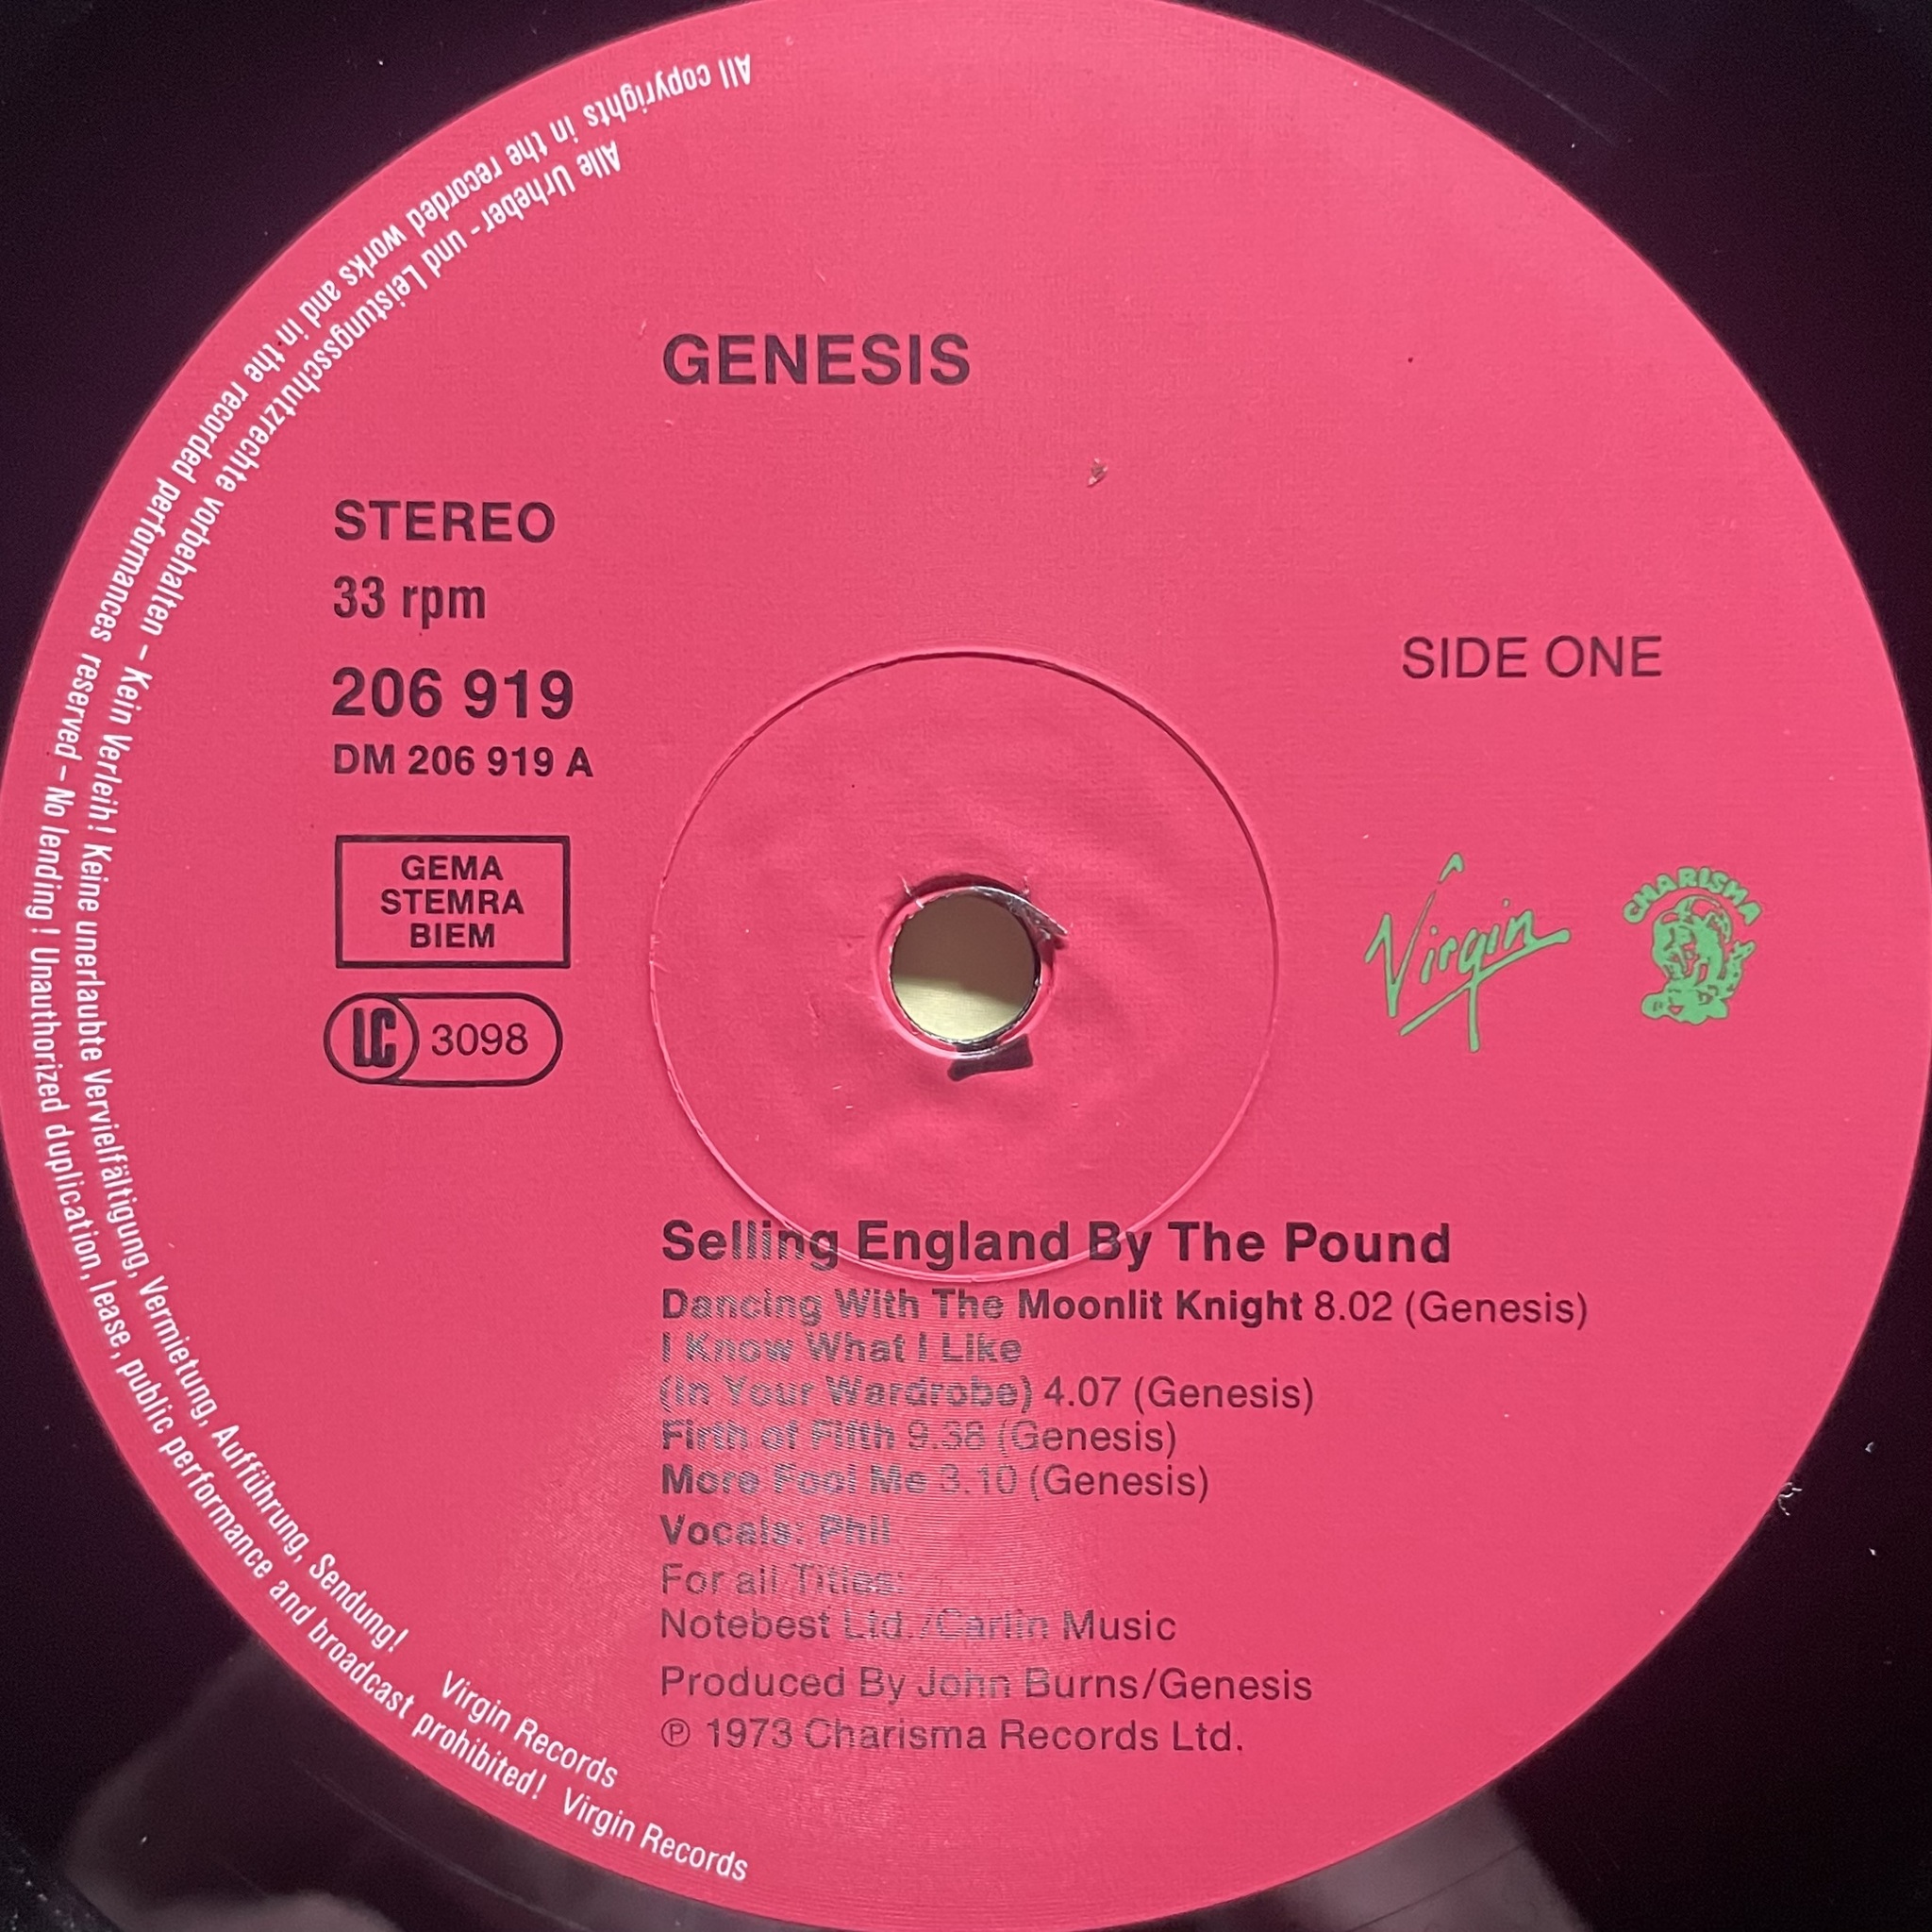 GENESIS
STEREO
33 rpm
206 919
DM 206 919 A
GEMA
STEMRA
BIEM
LC 3098
SIDE ONE
Virgin
CHARISMA
Selling England By The Pound
Dancing With The Moonlit Knight 8.02 (Genesis)
I Know What I Like
(In Your Wardrobe) 4.07 (Genesis)
Firth of Fifth 9.38 (Genesis)
More Fool Me 3.10 (Genesis)
Vocals: Phil
For all Titles:
Notebest Ltd./Carlin Music
Produced By John Burns/Genesis
℗ 1973 Charisma Records Ltd.
All copyrights in the recorded works and in the recorded performances reserved – No lending! Unauthorized duplication, lease, public performance and broadcast prohibited! Virgin Records
Alle Urheber- und Leistungsschutzrechte vorbehalten – Kein Verleih! Keine unerlaubte Vervielfältigung, Vermietung, Aufführung, Sendung! Virgin Records